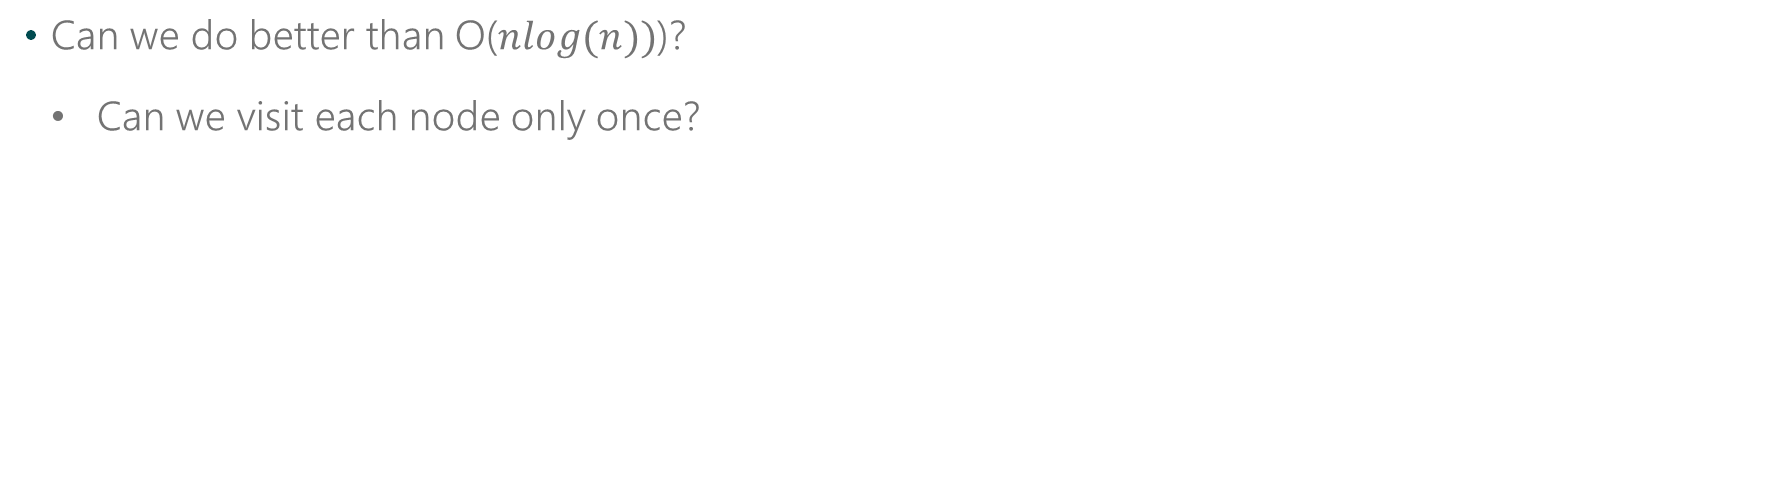 • Can we do better than O(nlog(n)))?
• Can we visit each node only once?